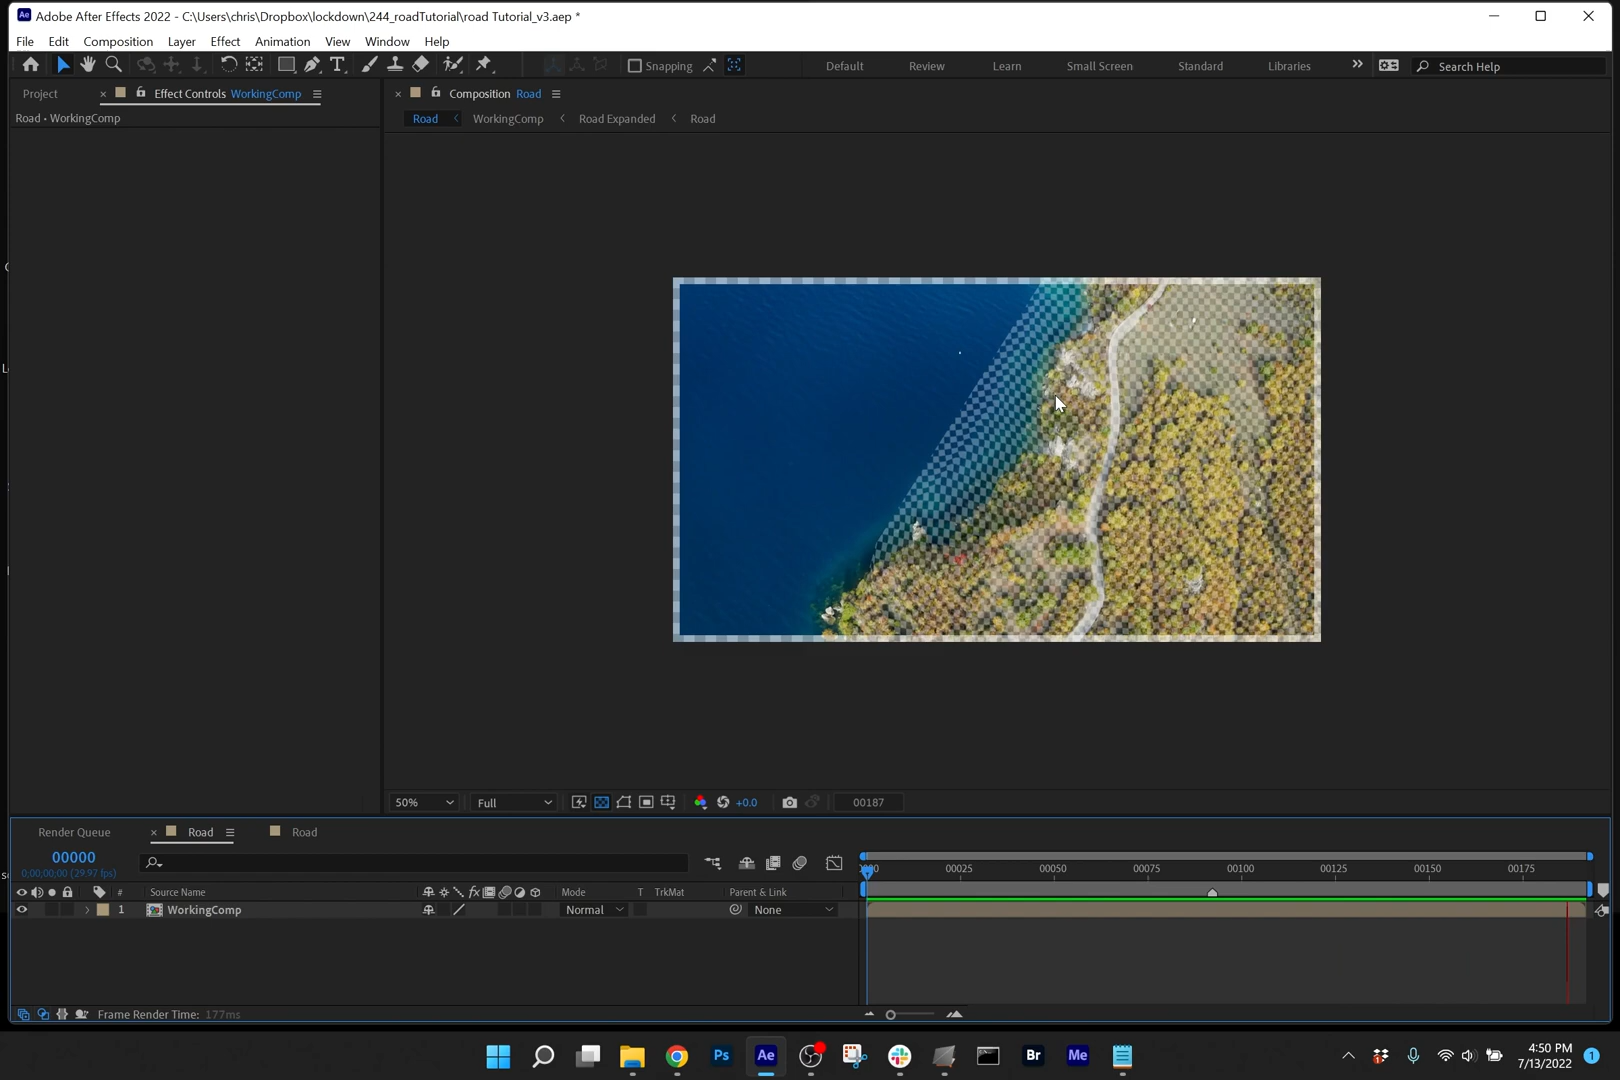 Adobe After Effects 2022 - C:\Users\chris\Dropbox\lockdown\244_roadTutorial\road Tutorial_v3.aep *
File Edit Composition Layer Effect Animation View Window Help
Snapping Default Review Learn Small Screen Standard Libraries Search Help
Project Effect Controls WorkingComp
Composition Road
Road • WorkingComp
Road WorkingComp Road Expanded Road
50% Full +0.0 00187
Render Queue Road Road
00000
0;00;00;00 (29.97 fps)
00025 00050 00075 00100 00125 00150 00175
# Source Name Mode T TrkMat Parent & Link
1 WorkingComp Normal None
Frame Render Time: 177ms
Ps Ae Br Me
4:50 PM
7/13/2022
1